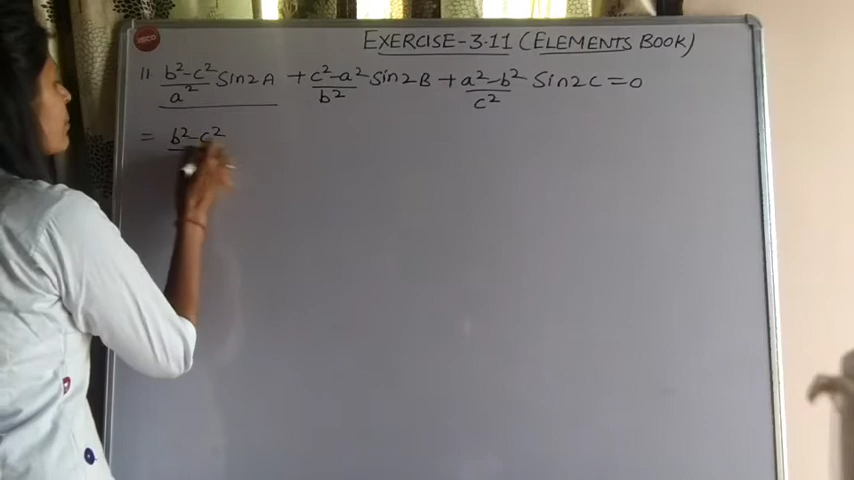 EXERCISE-3.11 (ELEMENTS BOOK)
11 (b²-c²)/a² Sin2A + (c²-a²)/b² Sin2B + (a²-b²)/c² Sin2C = 0
= b²-c²